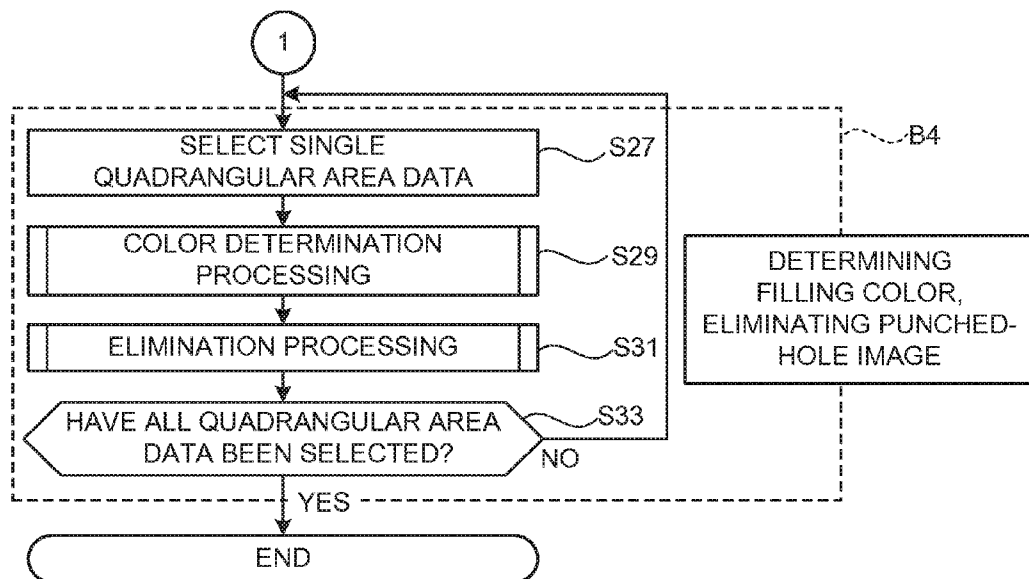 1
SELECT SINGLE
QUADRANGULAR AREA DATA
S27
B4
COLOR DETERMINATION
PROCESSING
S29
DETERMINING
FILLING COLOR,
ELIMINATING PUNCHED-
HOLE IMAGE
ELIMINATION PROCESSING
S31
HAVE ALL QUADRANGULAR AREA
DATA BEEN SELECTED?
S33
NO
YES
END